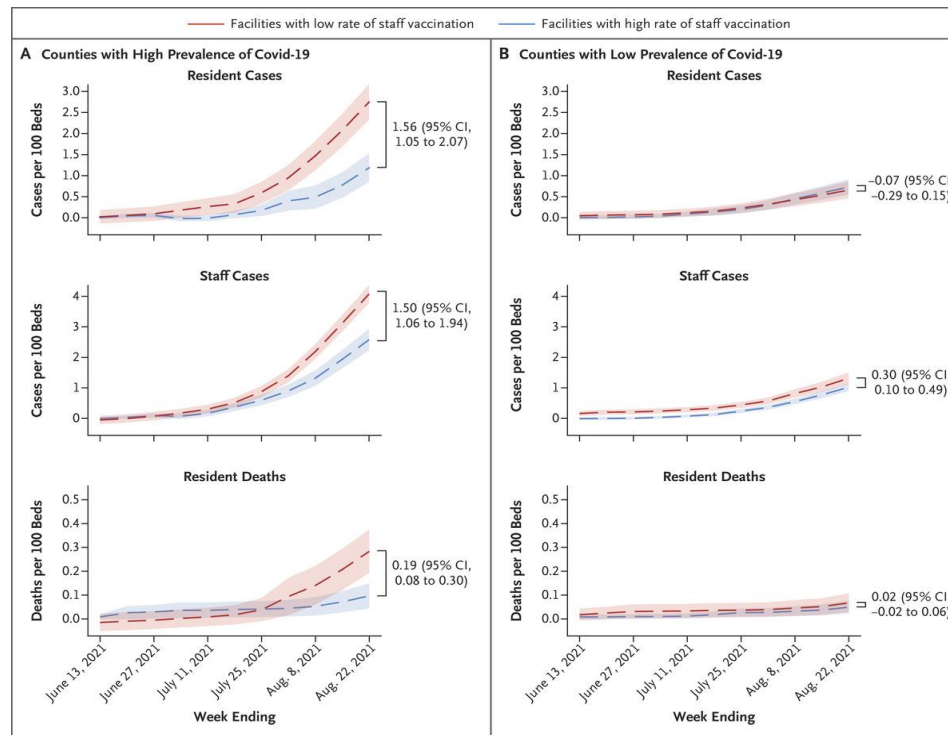 Facilities with low rate of staff vaccination
Facilities with high rate of staff vaccination
A Counties with High Prevalence of Covid-19
Resident Cases
Cases per 100 Beds
3.0
2.5
2.0
1.5
1.0
0.5
0.0
1.56 (95% CI,
1.05 to 2.07)
Staff Cases
Cases per 100 Beds
4
3
2
1
0
1.50 (95% CI,
1.06 to 1.94)
Resident Deaths
Deaths per 100 Beds
0.5
0.4
0.3
0.2
0.1
0.0
0.19 (95% CI,
0.08 to 0.30)
June 13, 2021
June 27, 2021
July 11, 2021
July 25, 2021
Aug. 8, 2021
Aug. 22, 2021
Week Ending
B Counties with Low Prevalence of Covid-19
Resident Cases
Cases per 100 Beds
3.0
2.5
2.0
1.5
1.0
0.5
0.0
–0.07 (95% CI
–0.29 to 0.15)
Staff Cases
Cases per 100 Beds
4
3
2
1
0
0.30 (95% CI
0.10 to 0.49)
Resident Deaths
Deaths per 100 Beds
0.5
0.4
0.3
0.2
0.1
0.0
0.02 (95% CI
–0.02 to 0.06)
June 13, 2021
June 27, 2021
July 11, 2021
July 25, 2021
Aug. 8, 2021
Aug. 22, 2021
Week Ending